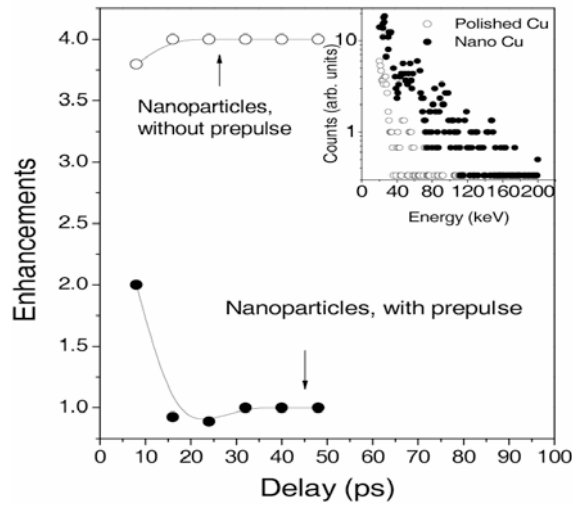 4.0
3.5
3.0
2.5
2.0
1.5
1.0
Enhancements
0 10 20 30 40 50 60 70 80 90 100
Delay (ps)
Nanoparticles,
without prepulse
Nanoparticles, with prepulse
Polished Cu
Nano Cu
10
1
Counts (arb. units)
0 40 80 120 160 200
Energy (keV)